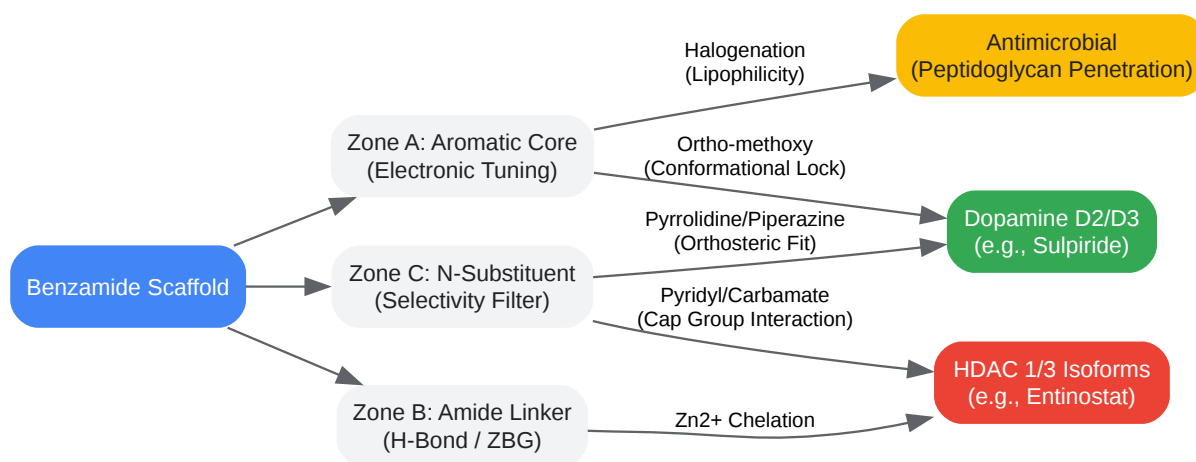 Benzamide Scaffold
Zone A: Aromatic Core
(Electronic Tuning)
Zone C: N-Substituent
(Selectivity Filter)
Zone B: Amide Linker
(H-Bond / ZBG)
Halogenation
(Lipophilicity)
Ortho-methoxy
(Conformational Lock)
Pyrrolidine/Piperazine
(Orthosteric Fit)
Pyridyl/Carbamate
(Cap Group Interaction)
Zn2+ Chelation
Antimicrobial
(Peptidoglycan Penetration)
Dopamine D2/D3
(e.g., Sulpiride)
HDAC 1/3 Isoforms
(e.g., Entinostat)